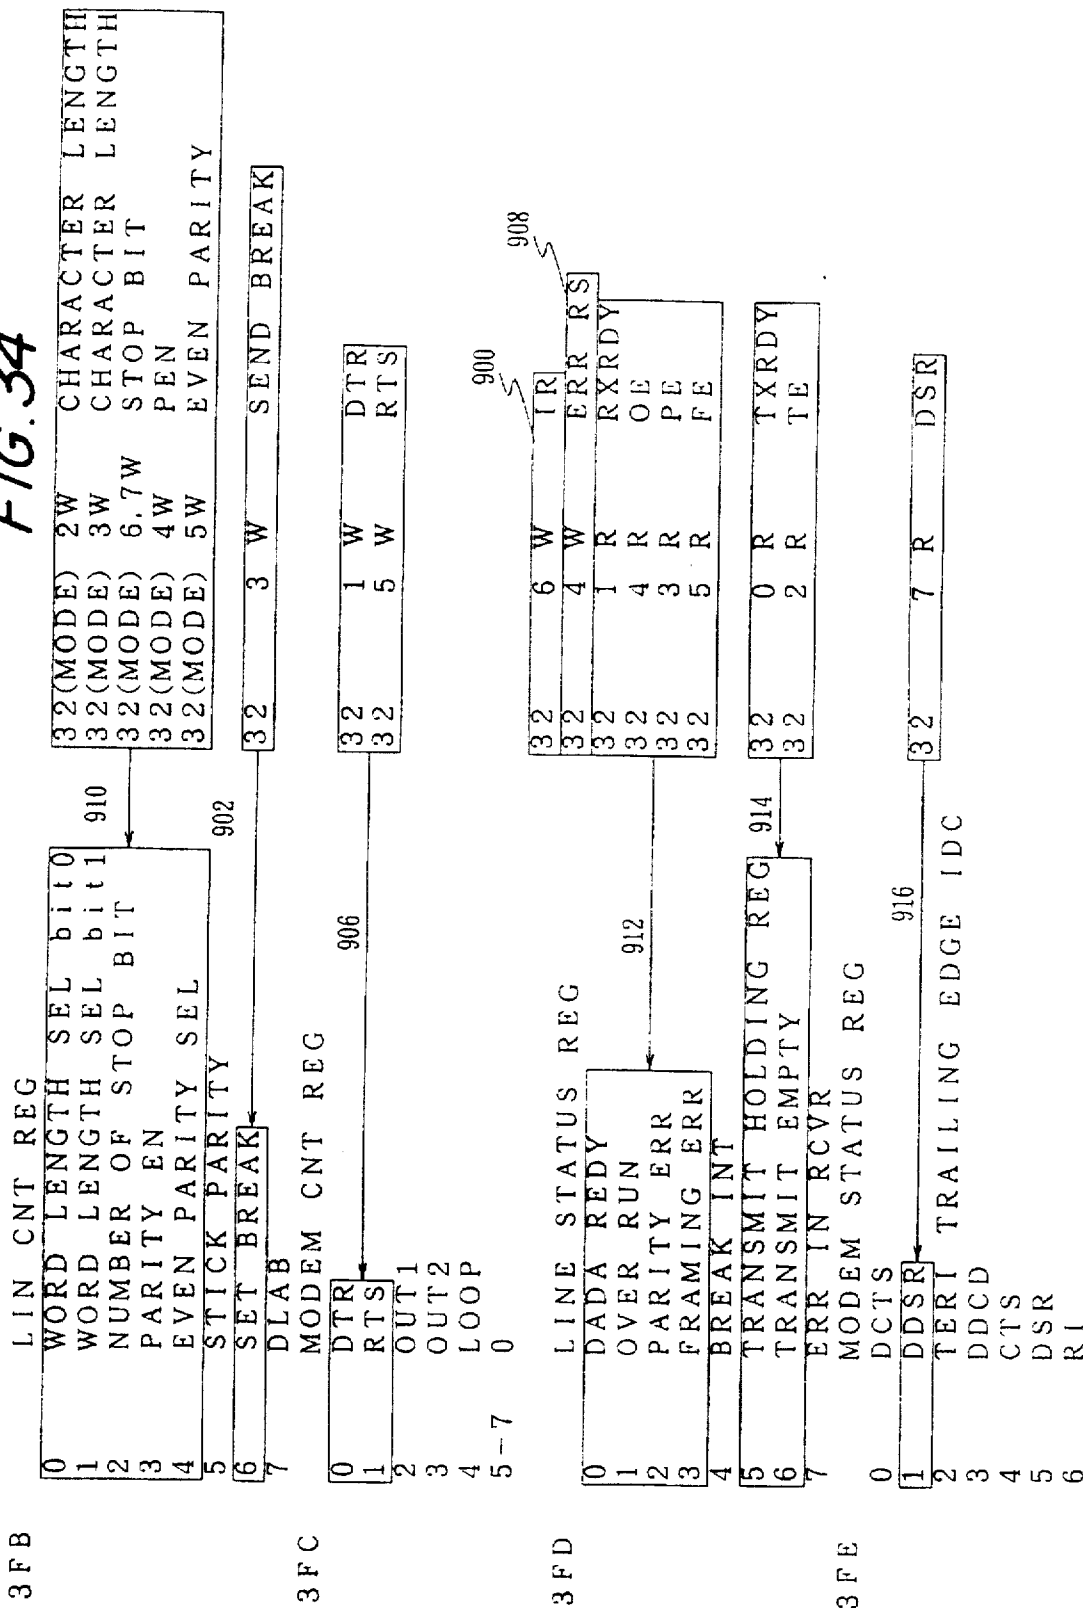 FIG. 34
3FB LIN CNT REG
0 WORD LENGTH SEL bit0 32(MODE) 2W CHARACTER LENGTH
1 WORD LENGTH SEL bit1 32(MODE) 3W CHARACTER LENGTH
2 NUMBER OF STOP BIT 910 32(MODE) 6.7W STOP BIT
3 PARITY EN 32(MODE) 4W PEN
4 EVEN PARITY SEL 32(MODE) 5W EVEN PARITY
5 STICK PARITY 902
6 SET BREAK 32 3 W SEND BREAK
7 DLAB
3FC MODEM CNT REG
0 DTR 906 32 1 W DTR
1 RTS 32 5 W RTS
2 OUT1
3 OUT2
4 LOOP
5-7 0
900 908
3FD LINE STATUS REG 32 6 W IR
32 4 W ERR RS
0 DADA REDY 32 1 R RXRDY
1 OVER RUN 912 32 4 R OE
2 PARITY ERR 32 3 R PE
3 FRAMING ERR 32 5 R FE
4 BREAK INT
5 TRANSMIT HOLDING REG 914 32 0 R TXRDY
6 TRANSMIT EMPTY 32 2 R TE
7 ERR IN RCVR
3FE MODEM STATUS REG
0 DCTS
1 DDSR 916 32 7 R DSR
2 TERI TRAILING EDGE IDC
3 DDCD
4 CTS
5 DSR
6 RI